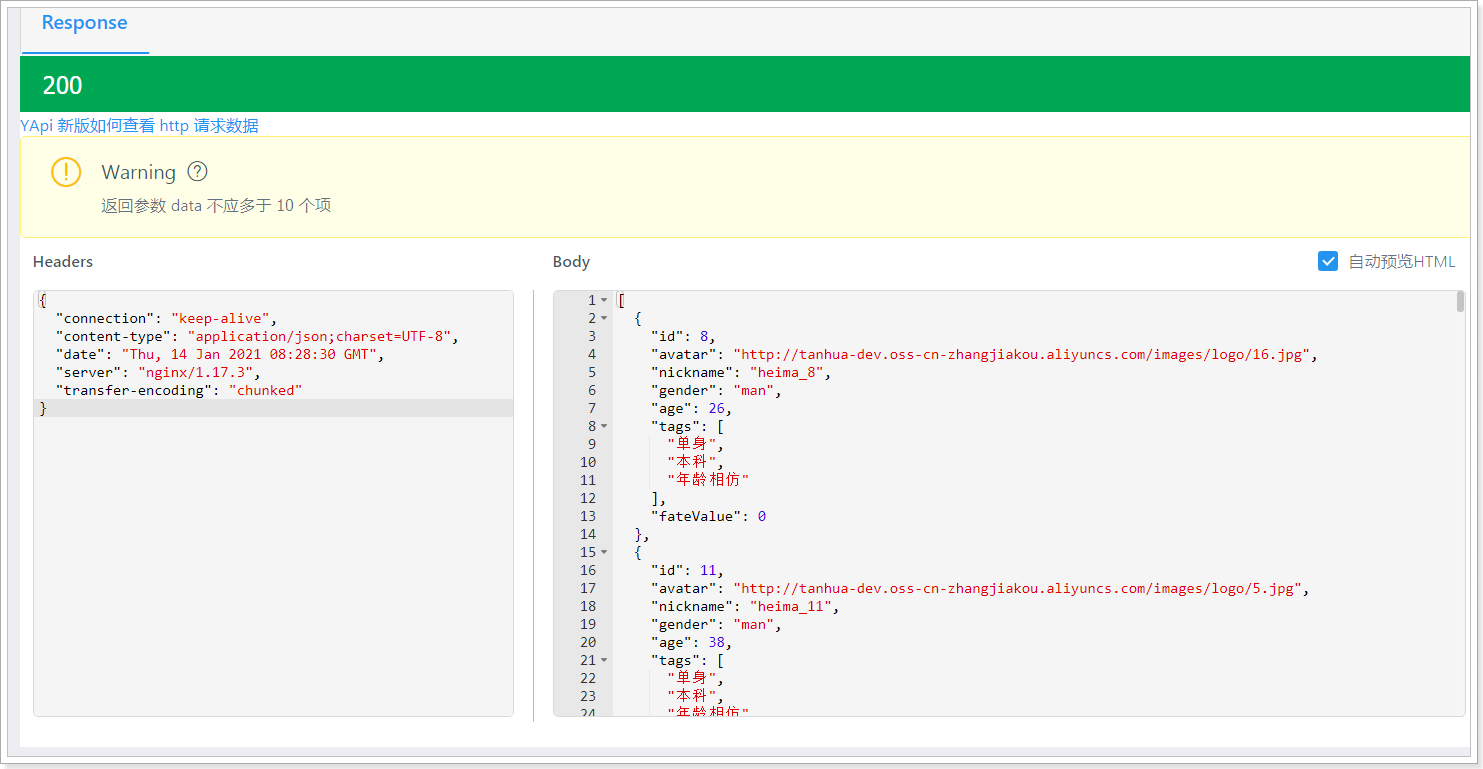 Response
200
YApi 新版如何查看 http 请求数据
Warning
返回参数 data 不应多于 10 个项
Headers
{
"connection": "keep-alive",
"content-type": "application/json;charset=UTF-8",
"date": "Thu, 14 Jan 2021 08:28:30 GMT",
"server": "nginx/1.17.3",
"transfer-encoding": "chunked"
}
Body
自动预览HTML
1 [
2 {
3 "id": 8,
4 "avatar": "http://tanhua-dev.oss-cn-zhangjiakou.aliyuncs.com/images/logo/16.jpg",
5 "nickname": "heima_8",
6 "gender": "man",
7 "age": 26,
8 "tags": [
9 "单身",
10 "本科",
11 "年龄相仿"
12 ],
13 "fateValue": 0
14 },
15 {
16 "id": 11,
17 "avatar": "http://tanhua-dev.oss-cn-zhangjiakou.aliyuncs.com/images/logo/5.jpg",
18 "nickname": "heima_11",
19 "gender": "man",
20 "age": 38,
21 "tags": [
22 "单身",
23 "本科",
24 "年龄相仿"